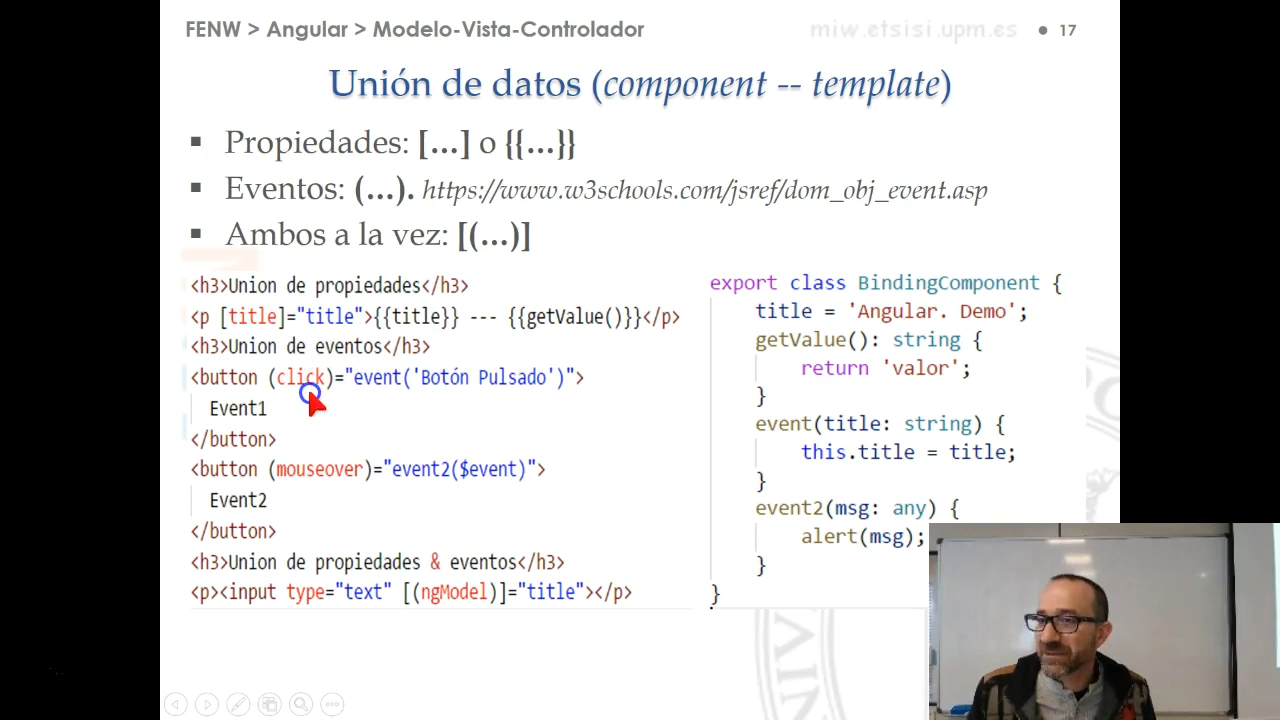 FENW > Angular > Modelo-Vista-Controlador
miw.etsisi.upm.es
17
Unión de datos (component -- template)
▪ Propiedades: […] o {{…}}
▪ Eventos: (…). https://www.w3schools.com/jsref/dom_obj_event.asp
▪ Ambos a la vez: [(…)]
<h3>Union de propiedades</h3>
<p [title]="title">{{title}} --- {{getValue()}}</p>
<h3>Union de eventos</h3>
<button (click)="event('Botón Pulsado')">
Event1
</button>
<button (mouseover)="event2($event)">
Event2
</button>
<h3>Union de propiedades & eventos</h3>
<p><input type="text" [(ngModel)]="title"></p>
export class BindingComponent {
title = 'Angular. Demo';
getValue(): string {
return 'valor';
}
event(title: string) {
this.title = title;
}
event2(msg: any) {
alert(msg);
}
}